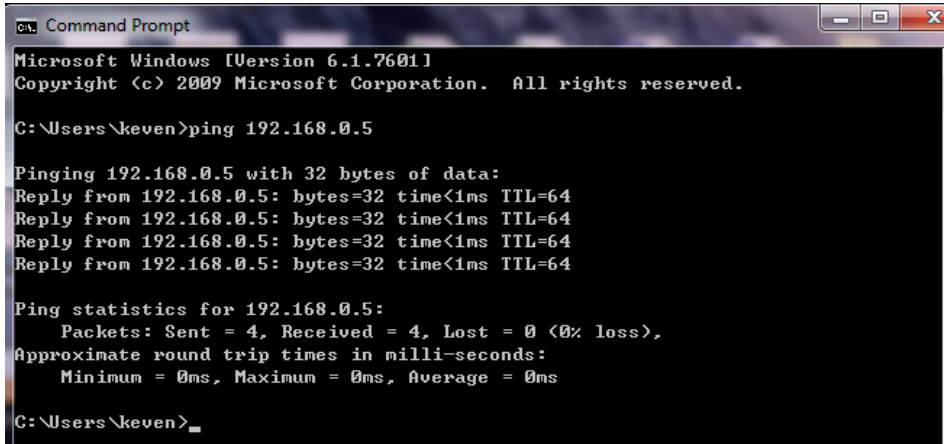 Command Prompt
Microsoft Windows [Version 6.1.7601]
Copyright (c) 2009 Microsoft Corporation.  All rights reserved.
C:\Users\keven>ping 192.168.0.5
Pinging 192.168.0.5 with 32 bytes of data:
Reply from 192.168.0.5: bytes=32 time<1ms TTL=64
Reply from 192.168.0.5: bytes=32 time<1ms TTL=64
Reply from 192.168.0.5: bytes=32 time<1ms TTL=64
Reply from 192.168.0.5: bytes=32 time<1ms TTL=64
Ping statistics for 192.168.0.5:
    Packets: Sent = 4, Received = 4, Lost = 0 (0% loss),
Approximate round trip times in milli-seconds:
    Minimum = 0ms, Maximum = 0ms, Average = 0ms
C:\Users\keven>_